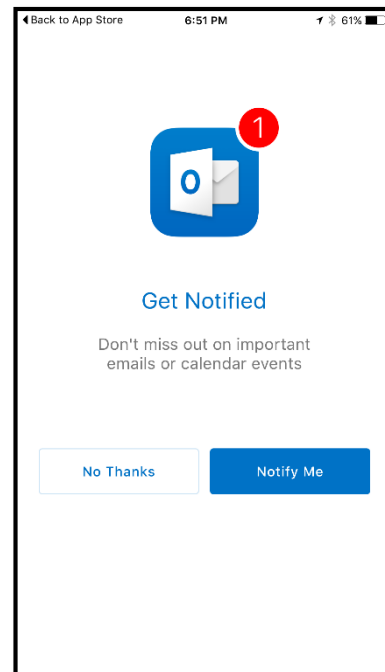 Back to App Store 6:51 PM 61%
1
O
Get Notified
Don't miss out on important
emails or calendar events
No Thanks Notify Me